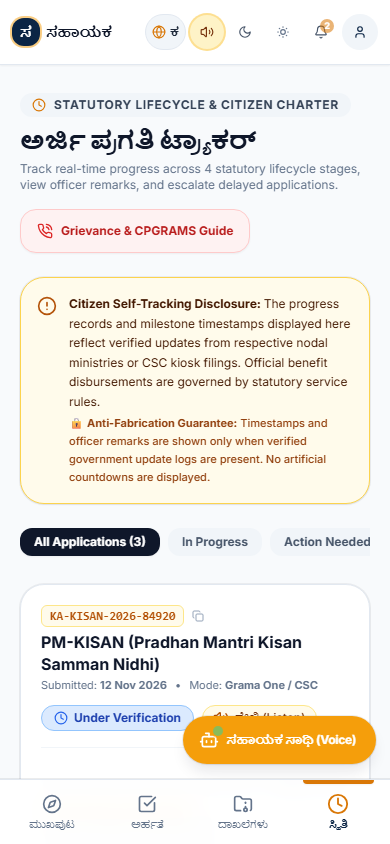 ಸ ಸಹಾಯಕ ಕ 2
STATUTORY LIFECYCLE & CITIZEN CHARTER
ಅರ್ಜಿ ಪ್ರಗತಿ ಟ್ರ್ಯಾಕರ್
Track real-time progress across 4 statutory lifecycle stages,
view officer remarks, and escalate delayed applications.
Grievance & CPGRAMS Guide
Citizen Self-Tracking Disclosure: The progress
records and milestone timestamps displayed here
reflect verified updates from respective nodal
ministries or CSC kiosk filings. Official benefit
disbursements are governed by statutory service
rules.
🔒 Anti-Fabrication Guarantee: Timestamps and
officer remarks are shown only when verified
government update logs are present. No artificial
countdowns are displayed.
All Applications (3) In Progress Action Needed
KA-KISAN-2026-84920
PM-KISAN (Pradhan Mantri Kisan
Samman Nidhi)
Submitted: 12 Nov 2026 • Mode: Grama One / CSC
Under Verification
ಸಹಾಯಕ ಸಾಥಿ (Voice)
ಮುಖಪುಟ ಅರ್ಹತೆ ದಾಖಲೆಗಳು ಸ್ಥಿತಿ